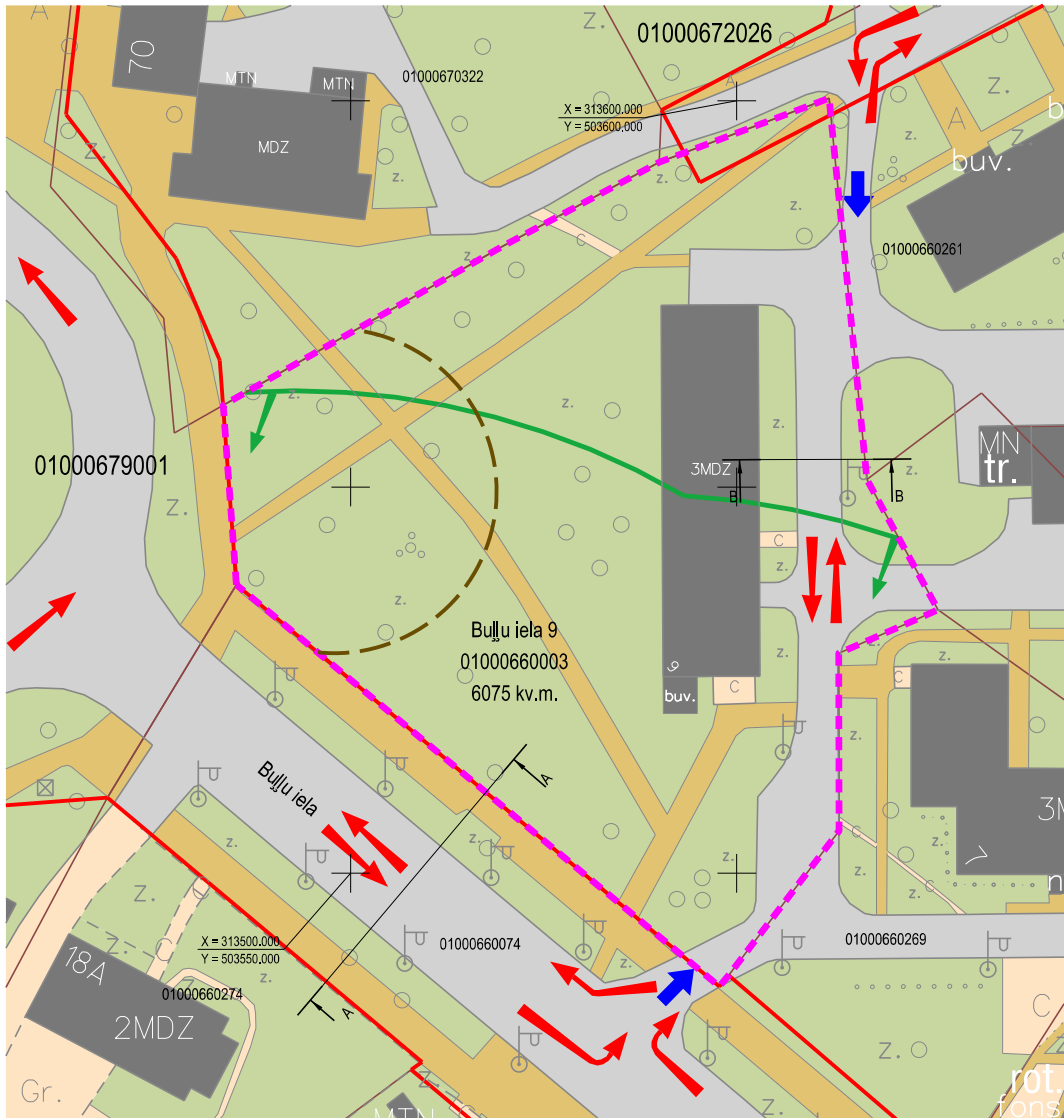 A
z.
01000672026
z.
70
MTN
MTN
01000670322
A
z.
X = 313600.000
Y = 503600,000
A
b
z.
MDZ
z.
z.
z.
buv.
z.
z.
C
z.
01000660261
z.
z.
z.
z.
01000679001
3MDZ
z.
MN
tr.
z.
B
B
C
z.
z.
Buļļu iela 9
01000660003
6075 kv.m.
z.
z.
z.
9
buv.
C
C
z.
A
Buļļu iela
z.
z.
3M
z.
z.
z.
z.
7
C
n
X = 313500.000
Y = 503550,000
01000660074
01000660269
z.
z.
C
18A
z.
z.
01000660274
A
2MDZ
C
z.
z.
Gr.
z.
rot.
fons
MTN
z.